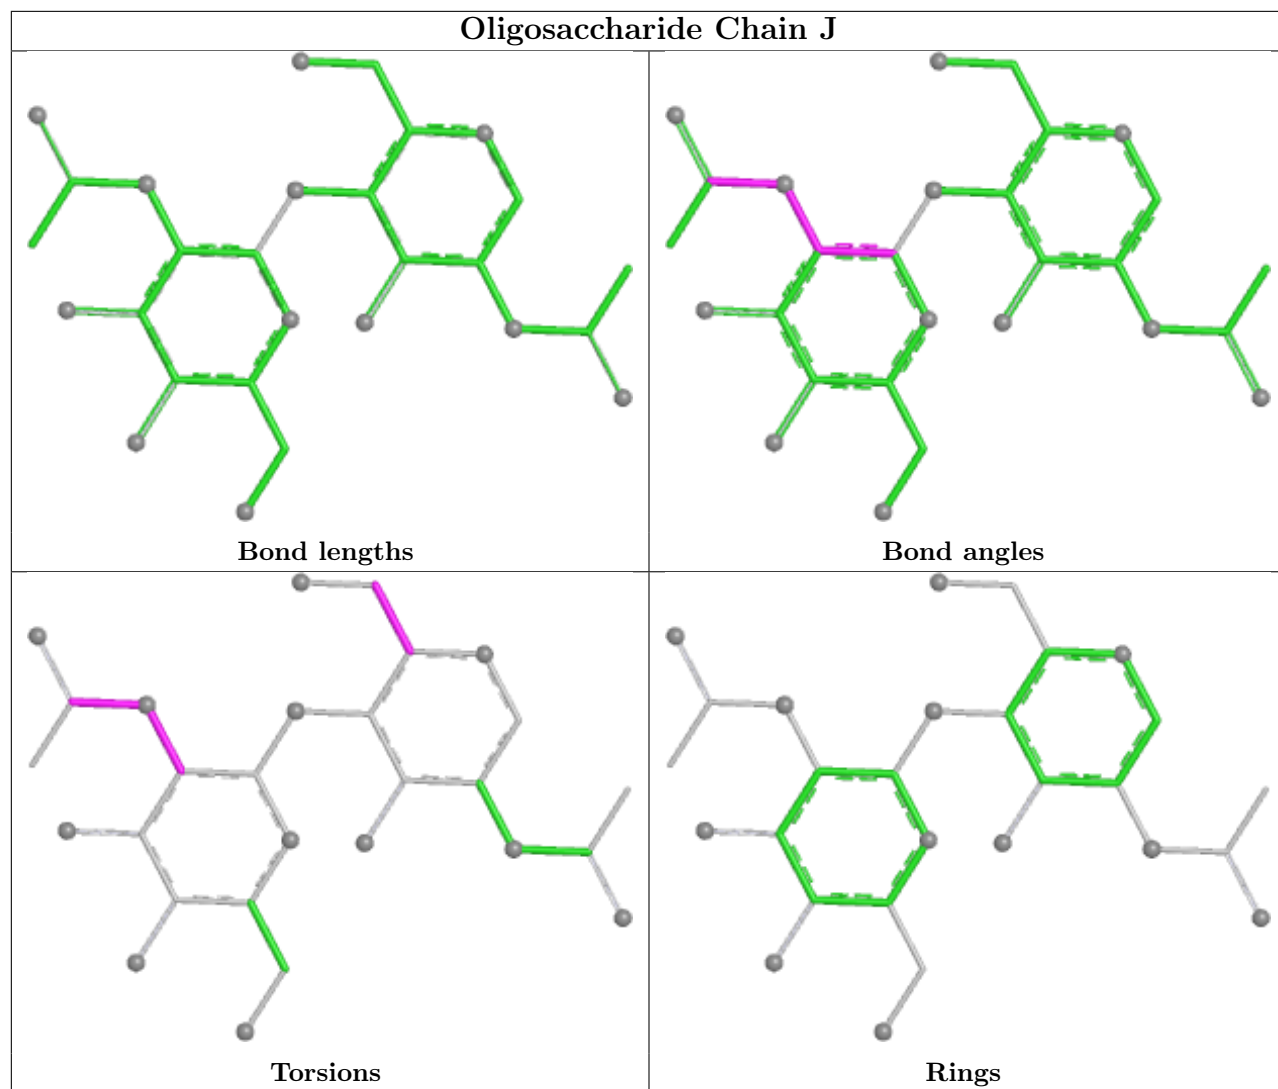 Oligosaccharide Chain J
Bond lengths
Bond angles
Torsions
Rings